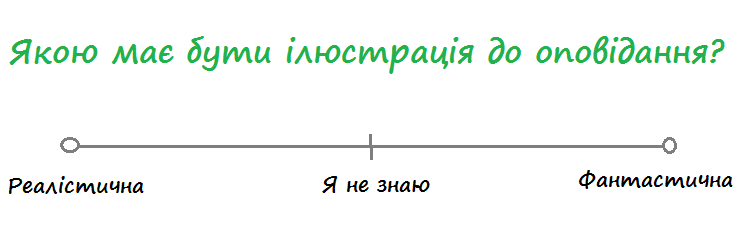 Якою має бути ілюстрація до оповідання?
Реалістична
Я не знаю
Фантастична